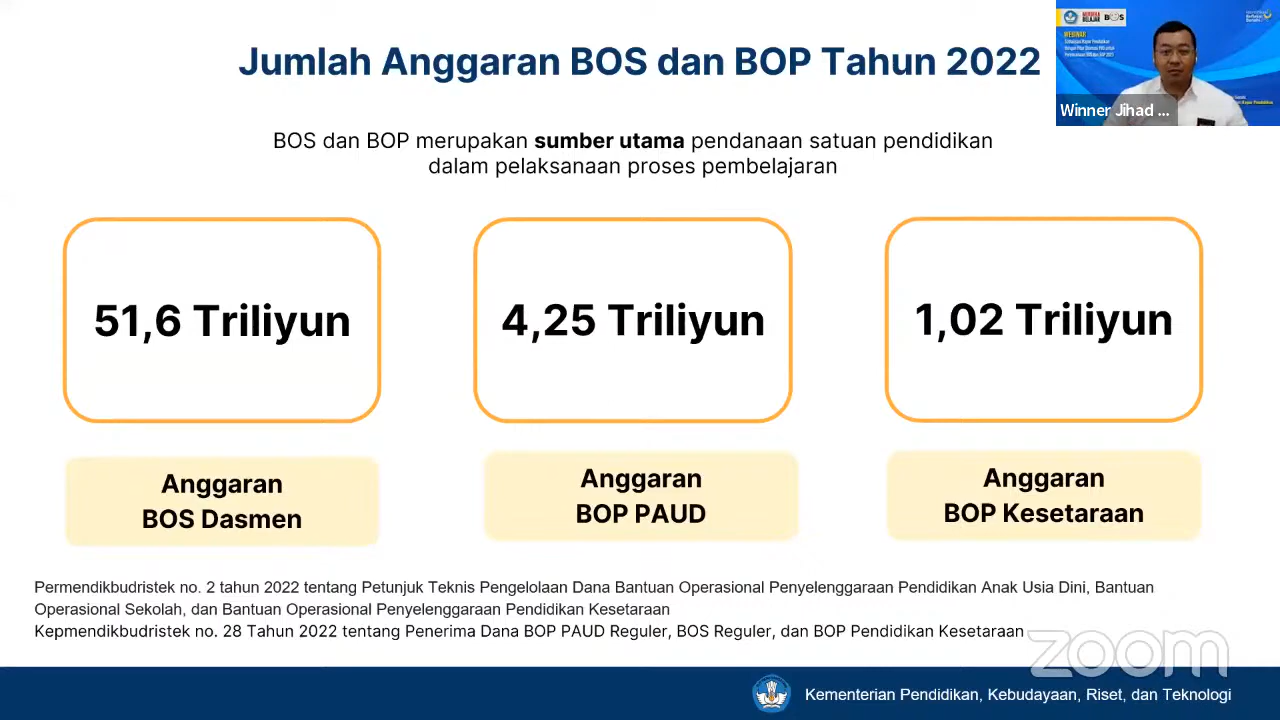 Jumlah Anggaran BOS dan BOP Tahun 2022
BOS dan BOP merupakan sumber utama pendanaan satuan pendidikan
dalam pelaksanaan proses pembelajaran
51,6 Triliyun
4,25 Triliyun
1,02 Triliyun
Anggaran
BOS Dasmen
Anggaran
BOP PAUD
Anggaran
BOP Kesetaraan
Permendikbudristek no. 2 tahun 2022 tentang Petunjuk Teknis Pengelolaan Dana Bantuan Operasional Penyelenggaraan Pendidikan Anak Usia Dini, Bantuan
Operasional Sekolah, dan Bantuan Operasional Penyelenggaraan Pendidikan Kesetaraan
Kepmendikbudristek no. 28 Tahun 2022 tentang Penerima Dana BOP PAUD Reguler, BOS Reguler, dan BOP Pendidikan Kesetaraan
zoom
Kementerian Pendidikan, Kebudayaan, Riset, dan Teknologi
MERDEKA
BELAJAR
BOS
WEBINAR
Winner Jihad ...